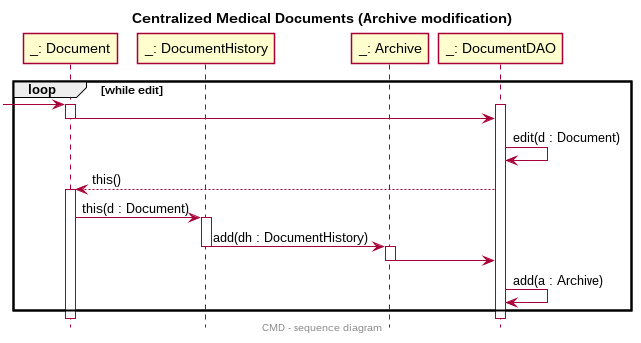 Centralized Medical Documents (Archive modification)
_: Document
_: DocumentHistory
_: Archive
_: DocumentDAO
loop
[while edit]
edit(d : Document)
this()
this(d : Document)
add(dh : DocumentHistory)
add(a : Archive)
CMD - sequence diagram